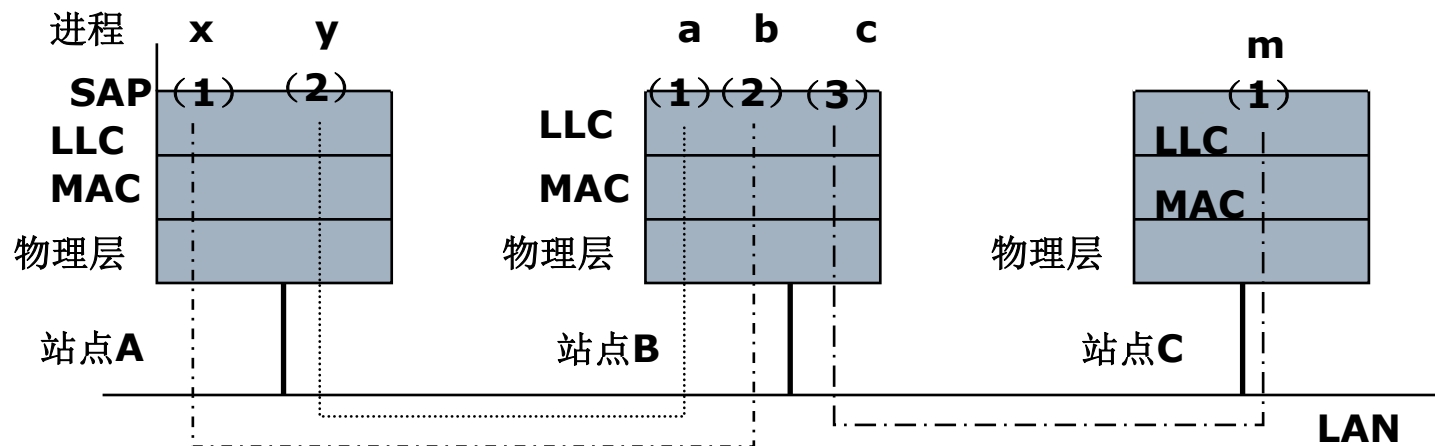 进程 x y a b c m
SAP (1) (2) (1) (2) (3) (1)
LLC LLC LLC
MAC MAC MAC
物理层 物理层 物理层
站点A 站点B 站点C
LAN